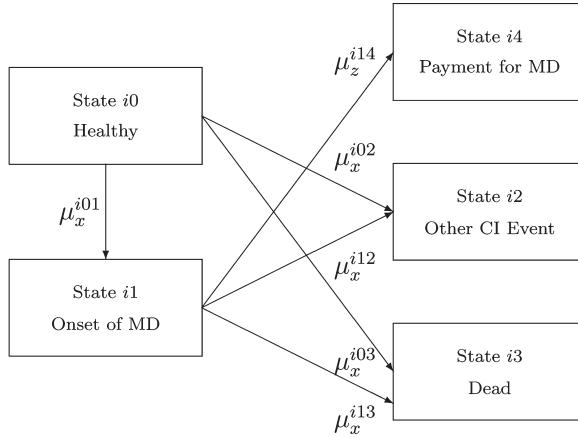 State i0
Healthy
State i4
Payment for MD
μ_z^{i14}
μ_x^{i02}
μ_x^{i01}
State i2
Other CI Event
State i1
Onset of MD
μ_x^{i12}
μ_x^{i03}
State i3
Dead
μ_x^{i13}